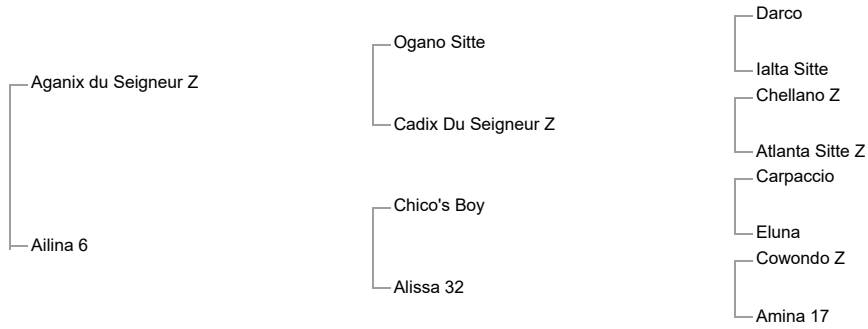 Darco
Ogano Sitte
Ialta Sitte
Aganix du Seigneur Z
Chellano Z
Cadix Du Seigneur Z
Atlanta Sitte Z
Carpaccio
Chico's Boy
Eluna
Ailina 6
Cowondo Z
Alissa 32
Amina 17